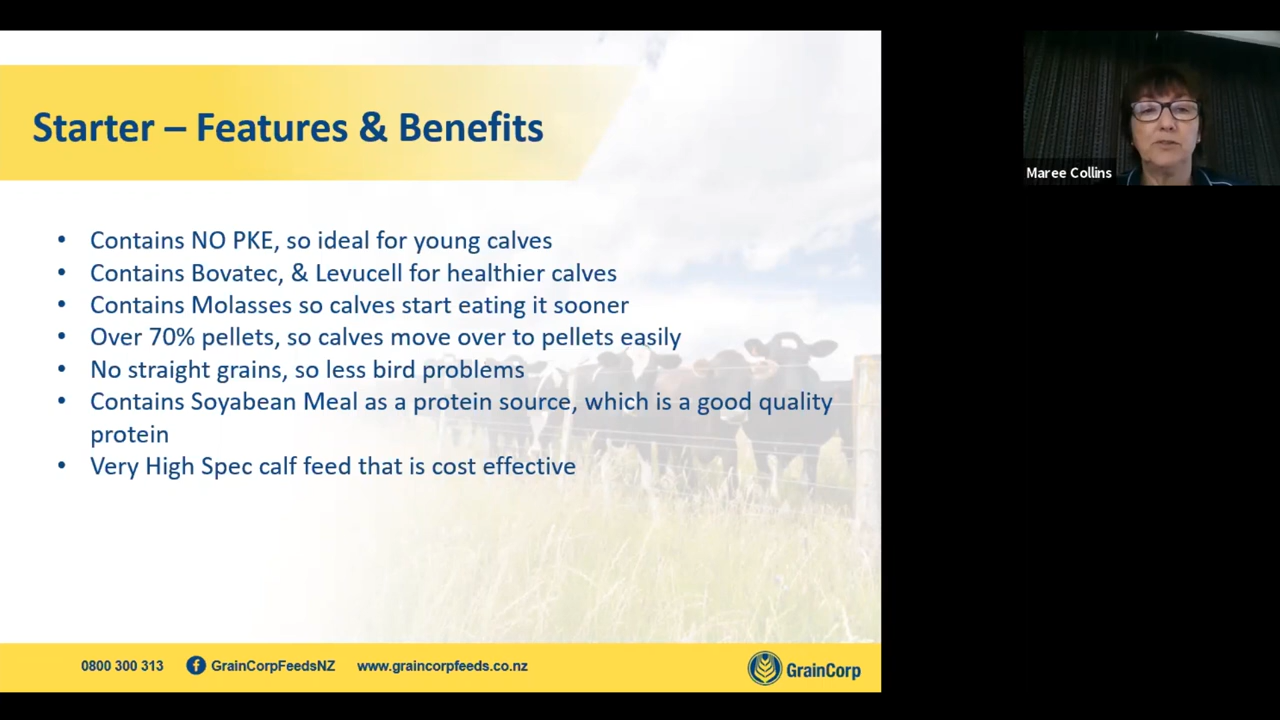 Starter – Features & Benefits
• Contains NO PKE, so ideal for young calves
• Contains Bovatec, & Levucell for healthier calves
• Contains Molasses so calves start eating it sooner
• Over 70% pellets, so calves move over to pellets easily
• No straight grains, so less bird problems
• Contains Soyabean Meal as a protein source, which is a good quality
protein
• Very High Spec calf feed that is cost effective
0800 300 313 GrainCorpFeedsNZ www.graincorpfeeds.co.nz GrainCorp
Maree Collins